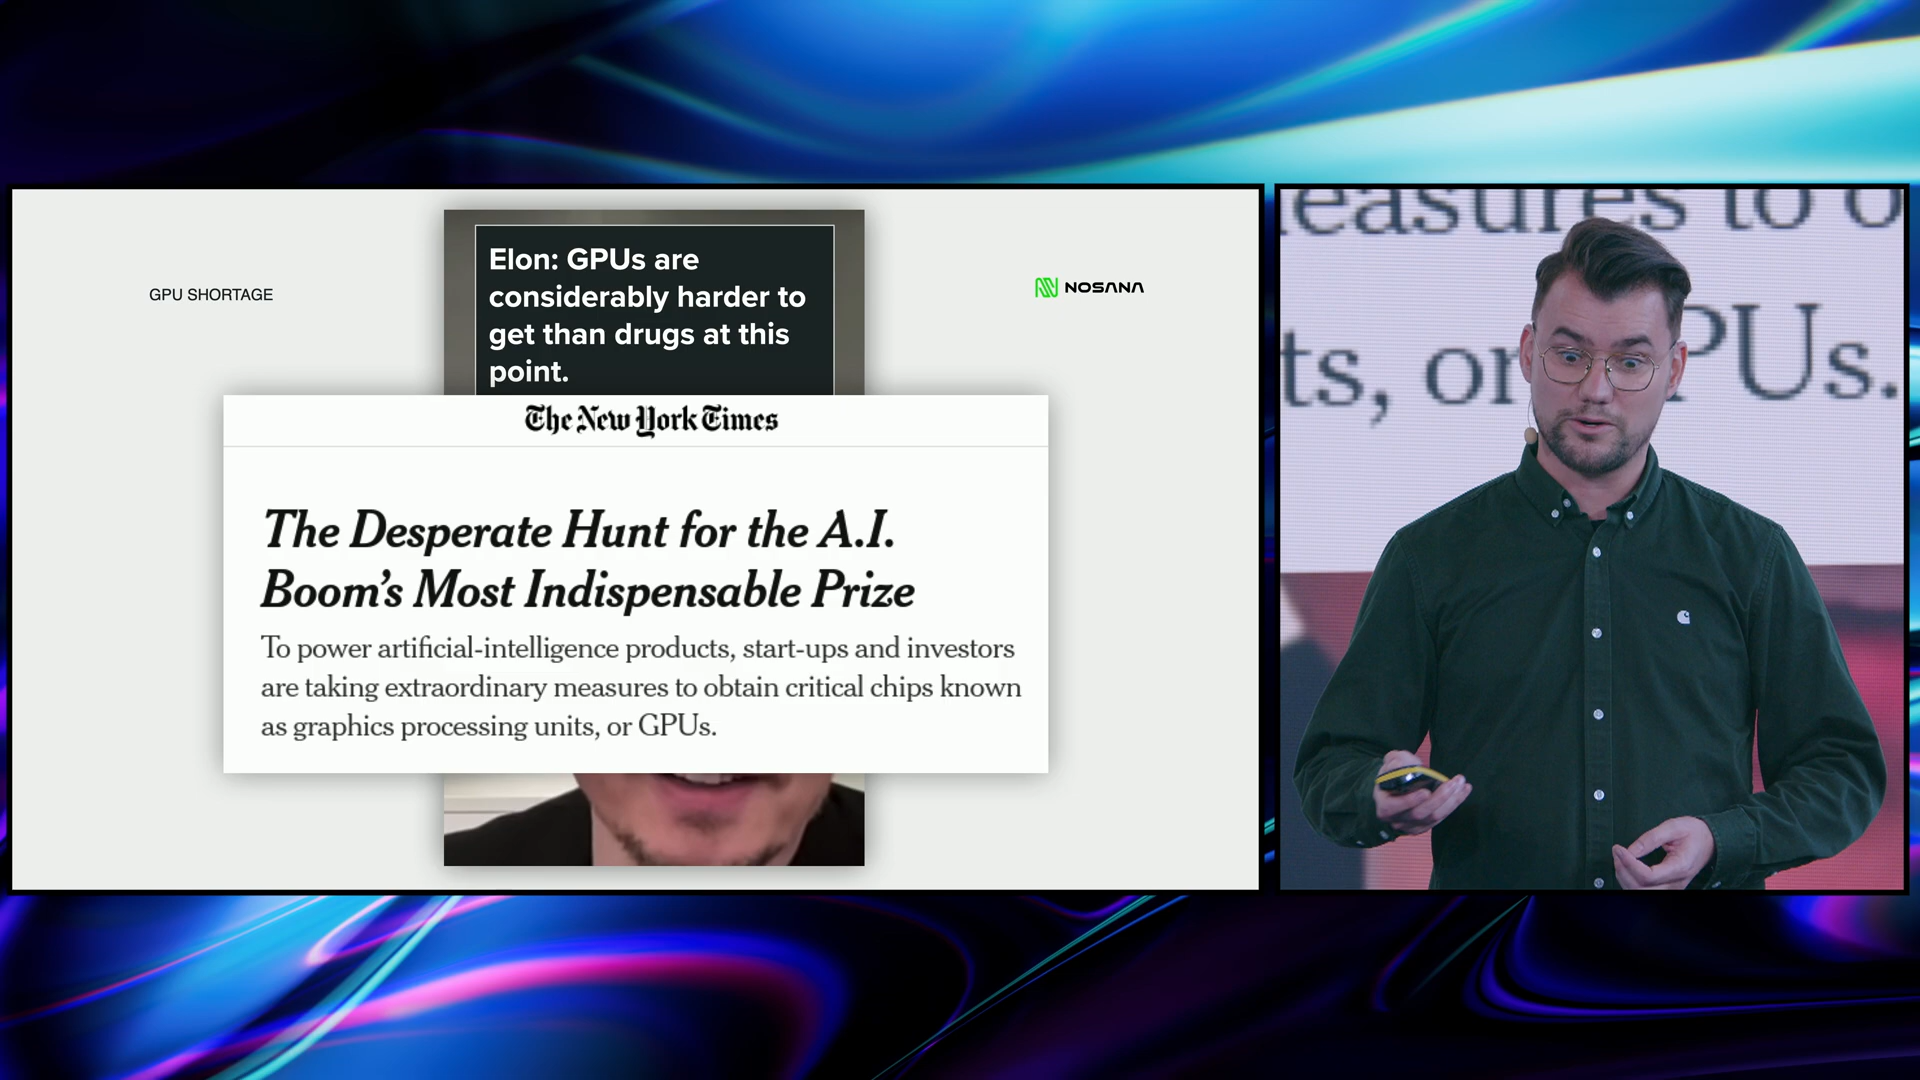 GPU SHORTAGE
Elon: GPUs are
considerably harder to
get than drugs at this
point.
NOSANA
The New York Times
The Desperate Hunt for the A.I.
Boom’s Most Indispensable Prize
To power artificial-intelligence products, start-ups and investors
are taking extraordinary measures to obtain critical chips known
as graphics processing units, or GPUs.
to
or